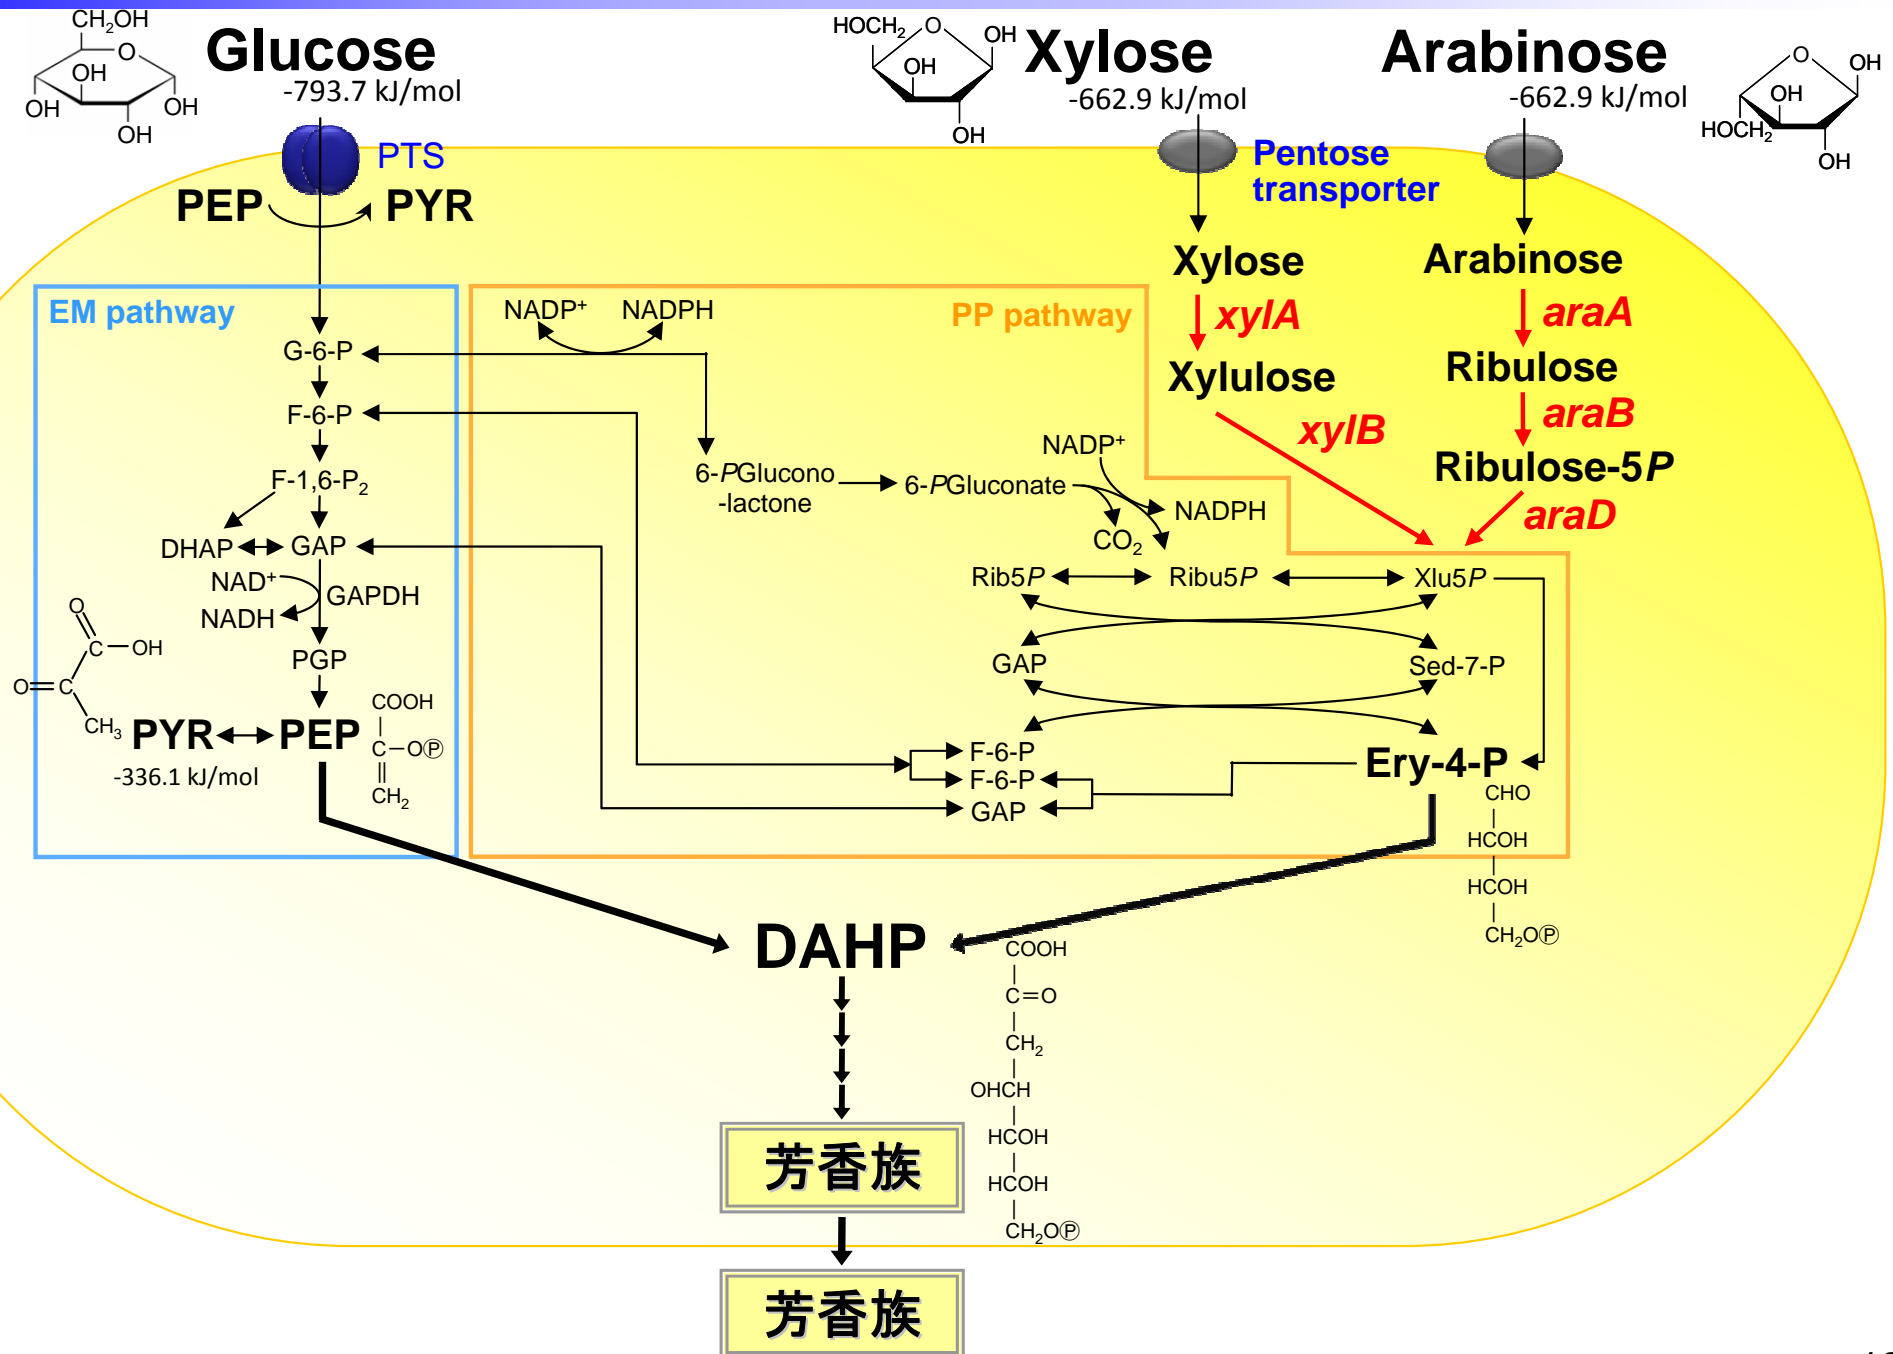 CH₂OH
O
OH
OH
OH
OH
Glucose
-793.7 kJ/mol
HOCH₂
O
OH
OH
OH
Xylose
-662.9 kJ/mol
Arabinose
-662.9 kJ/mol
O
OH
OH
HOCH₂
OH
PTS
PEP
PYR
Pentose
transporter
Xylose
xylA
Xylulose
xylB
Arabinose
araA
Ribulose
araB
Ribulose-5P
araD
EM pathway
G-6-P
F-6-P
F-1,6-P₂
DHAP
GAP
NAD⁺
GAPDH
NADH
PGP
O
C-OH
O=C
CH₃
PYR
PEP
-336.1 kJ/mol
COOH
C-OⓅ
CH₂
PP pathway
NADP⁺
NADPH
6-PGlucono
-lactone
6-PGluconate
NADP⁺
NADPH
CO₂
Rib5P
Ribu5P
Xlu5P
GAP
Sed-7-P
F-6-P
F-6-P
GAP
Ery-4-P
CHO
HCOH
HCOH
CH₂OⓅ
DAHP
COOH
C=O
CH₂
OHCH
HCOH
HCOH
CH₂OⓅ
芳香族
芳香族